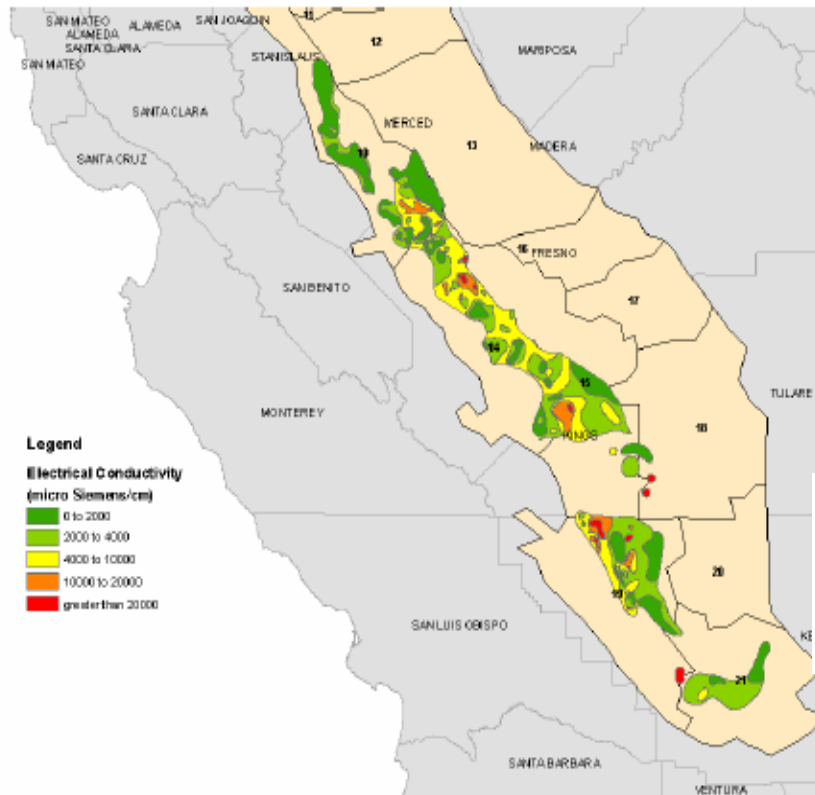 SAN MATEO
ALAMEDA
SAN JOAQUIN
11
ALAMEDA
SANTA CLARA
12
SAN MATEO
STANISLAUS
MARIPOSA
SANTA CLARA
MERCED
13
MADERA
10
SANTA CRUZ
16
FRESNO
SAN BENITO
17
14
15
TULARE
MONTEREY
18
KINGS
Legend
Electrical Conductivity
(micro Siemens/cm)
0 to 2000
2000 to 4000
4000 to 10000
10000 to 20000
greater than 20000
20
19
SAN LUIS OBISPO
KE
21
SANTA BARBARA
VENTURA